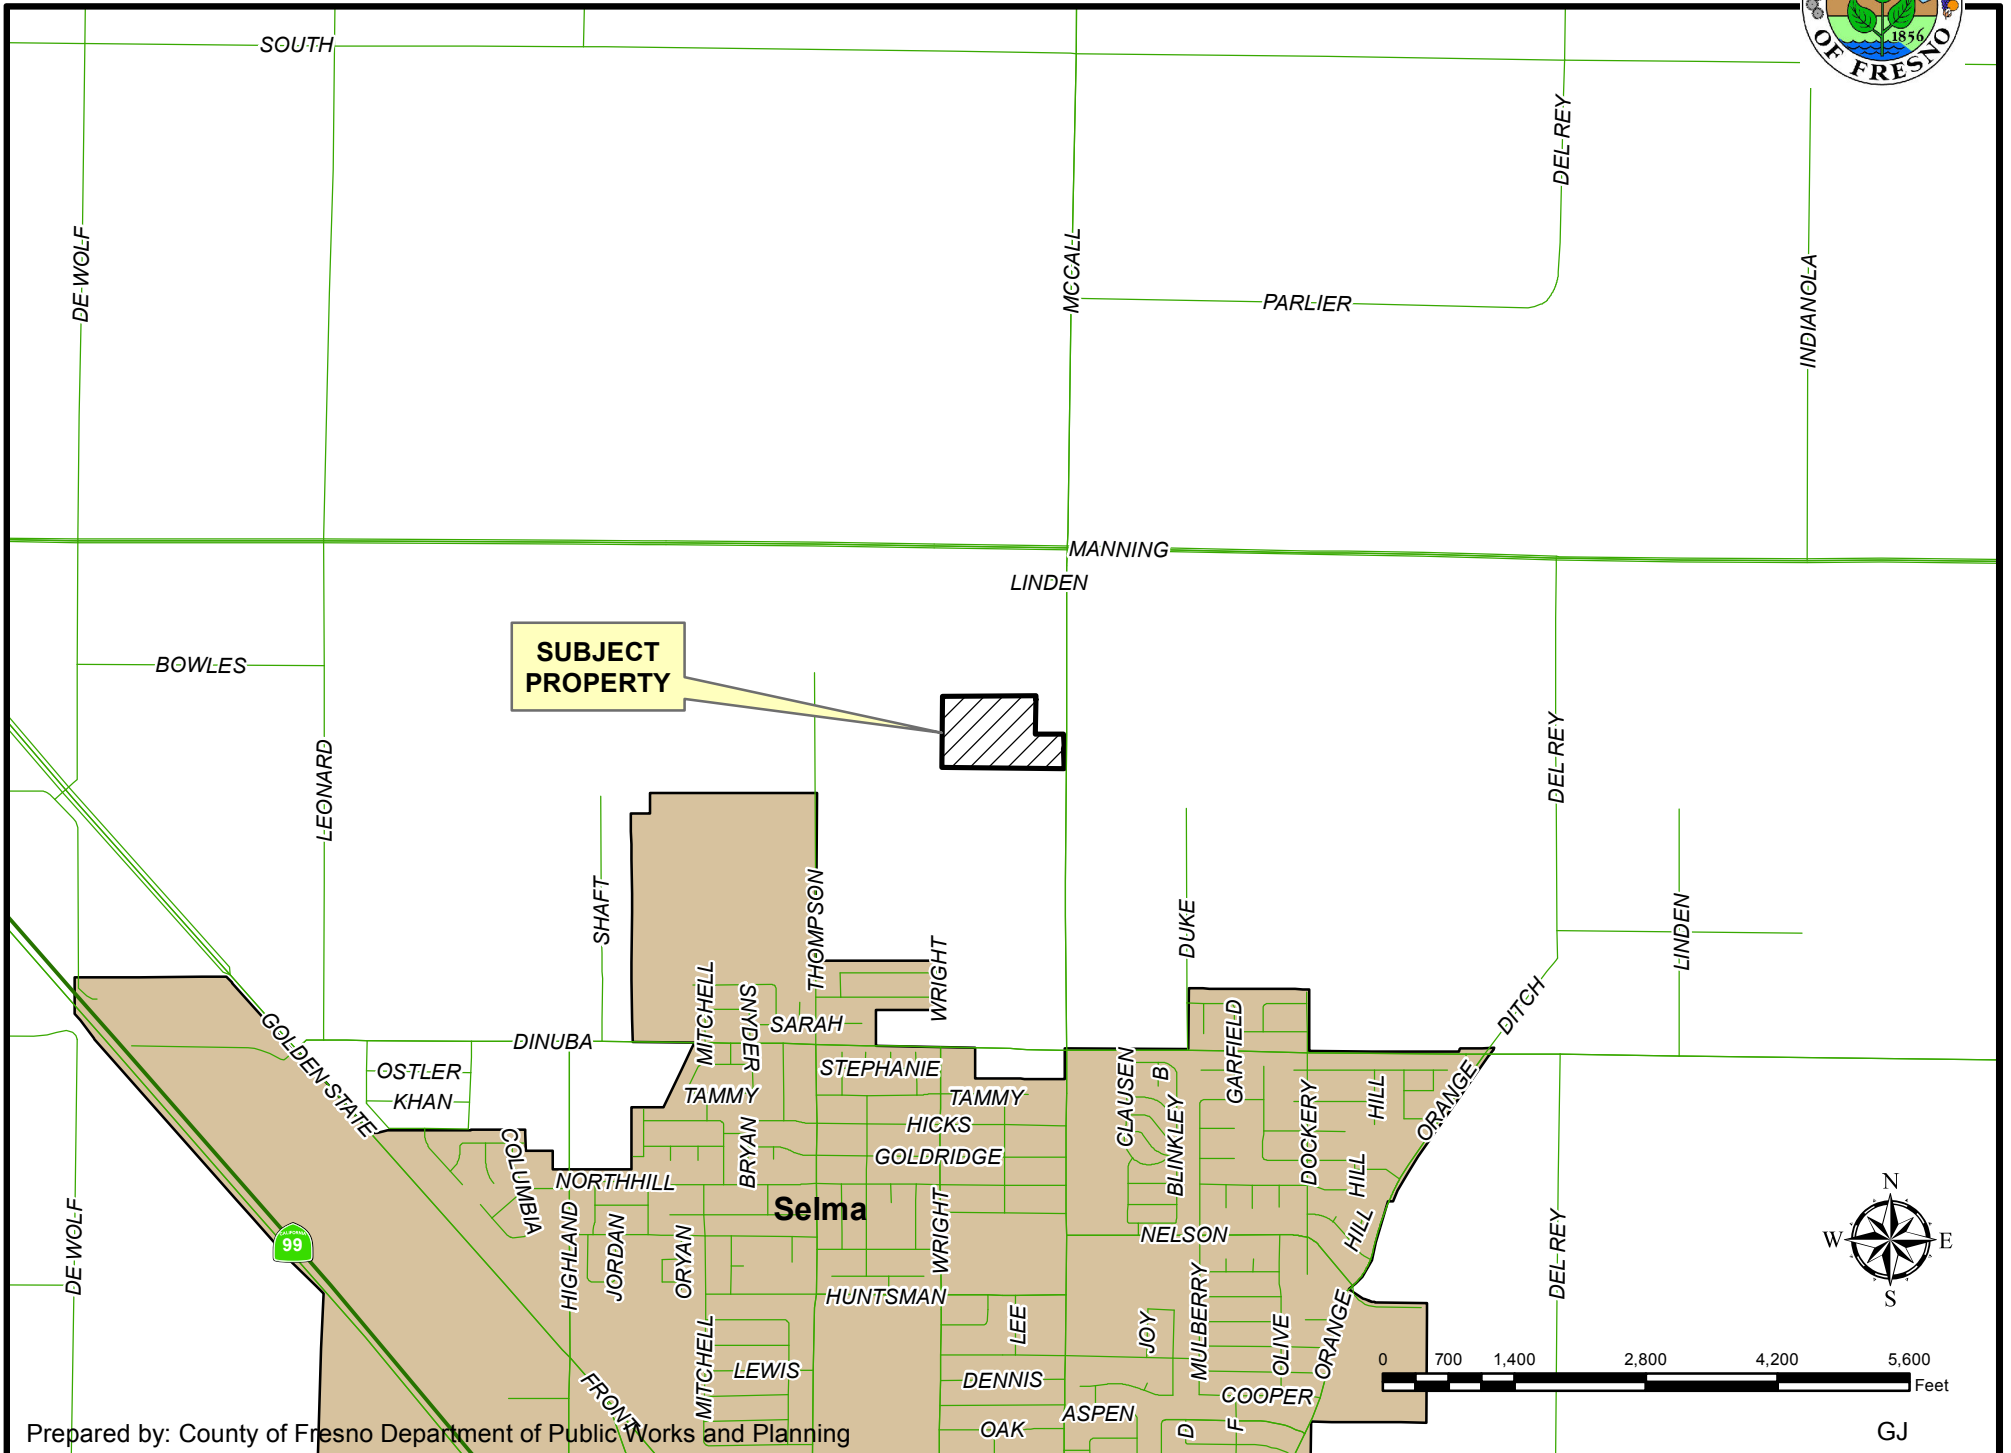 1856
OF FRESNO
SOUTH
DEL REY
DE WOLF
MCCALL
PARLIER
INDIANOLA
MANNING
LINDEN
SUBJECT
PROPERTY
BOWLES
LEONARD
DEL REY
SHAFT
THOMPSON
DUKE
LINDEN
WRIGHT
MITCHELL
SNYDER
SARAH
GARFIELD
DITCH
GOLDEN STATE
DINUBA
OSTLER
KHAN
STEPHANIE
TAMMY
TAMMY
CLAUSEN
B
HILL
ORANGE
HICKS
BRYAN
GOLDRIDGE
BINKLEY
DOCKERY
COLUMBIA
NORTHHILL
HILL
Selma
HILL
DE WOLF
99
HIGHLAND
JORDAN
ORYAN
WRIGHT
NELSON
DEL REY
N
W
E
S
HUNTSMAN
LEE
JOY
MULBERRY
OLIVE
ORANGE
MITCHELL
LEWIS
DENNIS
COOPER
0 700 1,400 2,800 4,200 5,600
Feet
FRONT
ASPEN
OAK
D
F
Prepared by: County of Fresno Department of Public Works and Planning
GJ